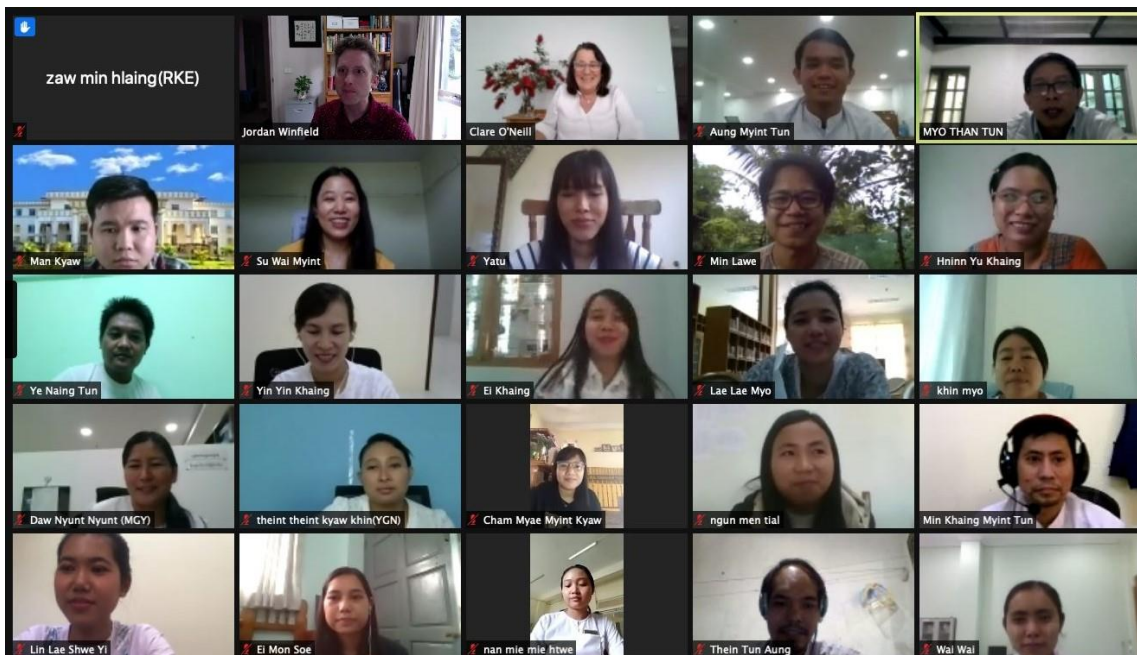 zaw min hlaing(RKE)
Jordan Winfield
Clare O'Neill
Aung Myint Tun
MYO THAN TUN
Man Kyaw
Su Wai Myint
Yatu
Min Lawe
Hninn Yu Khaing
Ye Naing Tun
Yin Yin Khaing
Ei Khaing
Lae Lae Myo
khin myo
Daw Nyunt Nyunt (MGY)
theint theint kyaw khin(YGN)
Cham Myae Myint Kyaw
ngun men tial
Min Khaing Myint Tun
Lin Lae Shwe Yi
Ei Mon Soe
nan mie mie htwe
Thein Tun Aung
Wai Wai